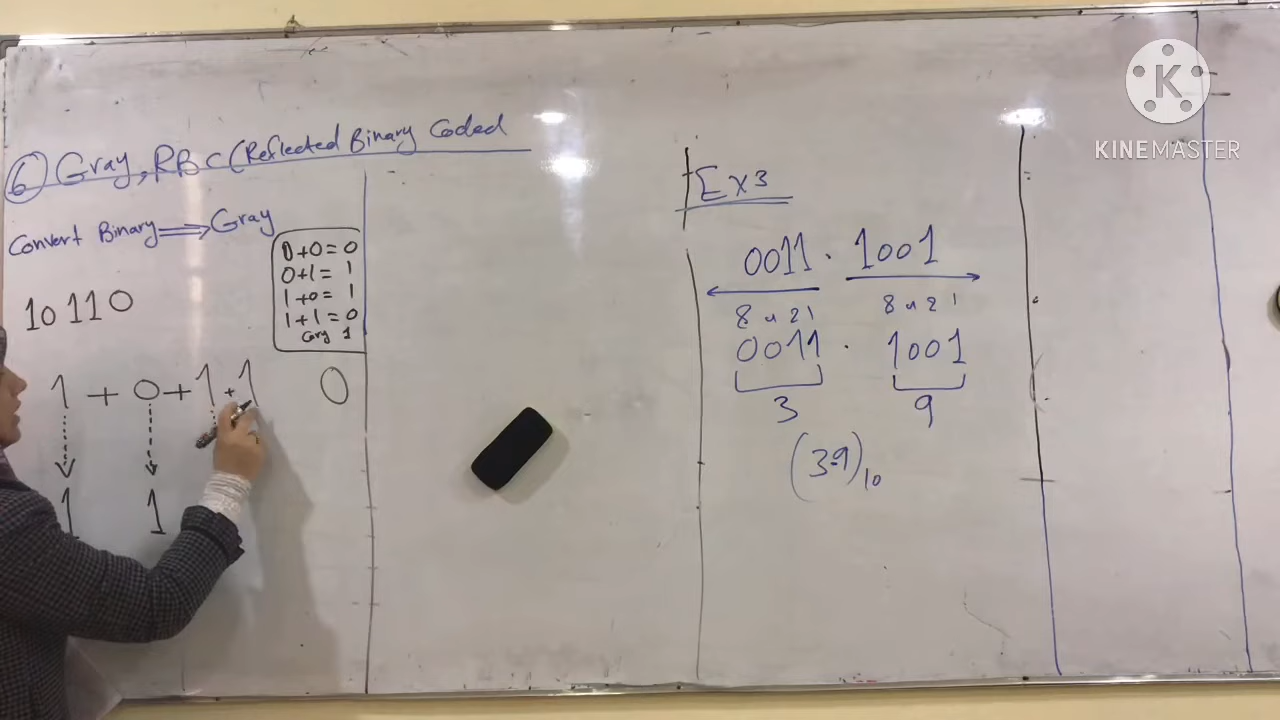 6 Gray, RBC (Reflected Binary Coded
Convert Binary ⇒ Gray
0+0=0
0+1=1
1+0=1
1+1=0
Carry 1
10110
1 + 0 + 1 + 1 0
1 1
Ex3
0011 . 1001
8 4 2 1 8 4 2 1
0011 . 1001
3 9
(3.9)10
K
KINEMASTER